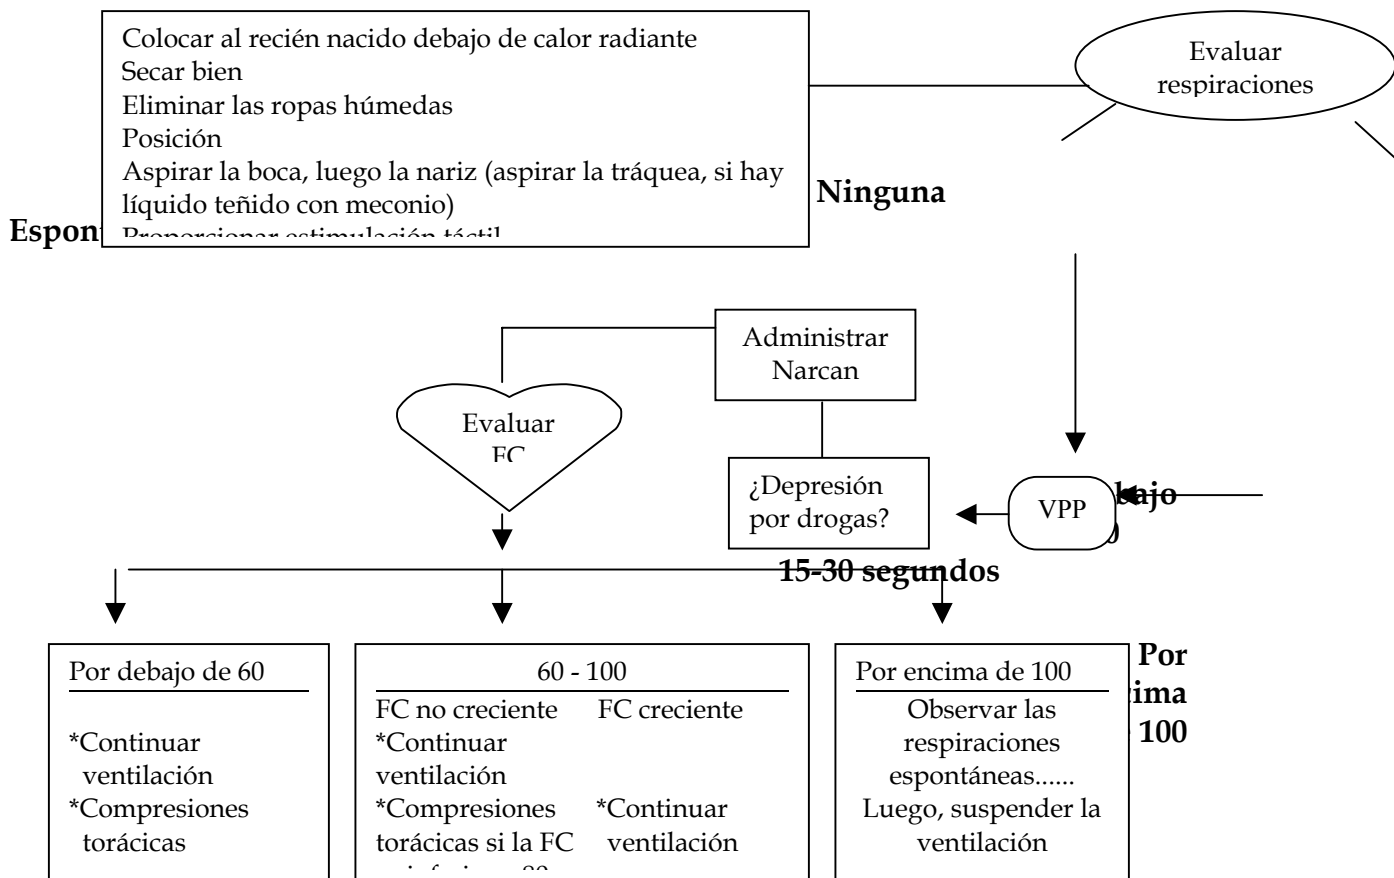 Colocar al recién nacido debajo de calor radiante
Secar bien
Eliminar las ropas húmedas
Posición
Aspirar la boca, luego la nariz (aspirar la tráquea, si hay
líquido teñido con meconio)
Proporcionar estimulación táctil
Evaluar
respiraciones
Ninguna
Administrar
Narcan
Evaluar
FC
¿Depresión
por drogas?
VPP
15-30 segundos
Por debajo de 60
*Continuar
ventilación
*Compresiones
torácicas
60 - 100
FC no creciente FC creciente
*Continuar
ventilación
*Compresiones *Continuar
torácicas si la FC ventilación
Por encima de 100
Observar las
respiraciones
espontáneas......
Luego, suspender la
ventilación
Por
100